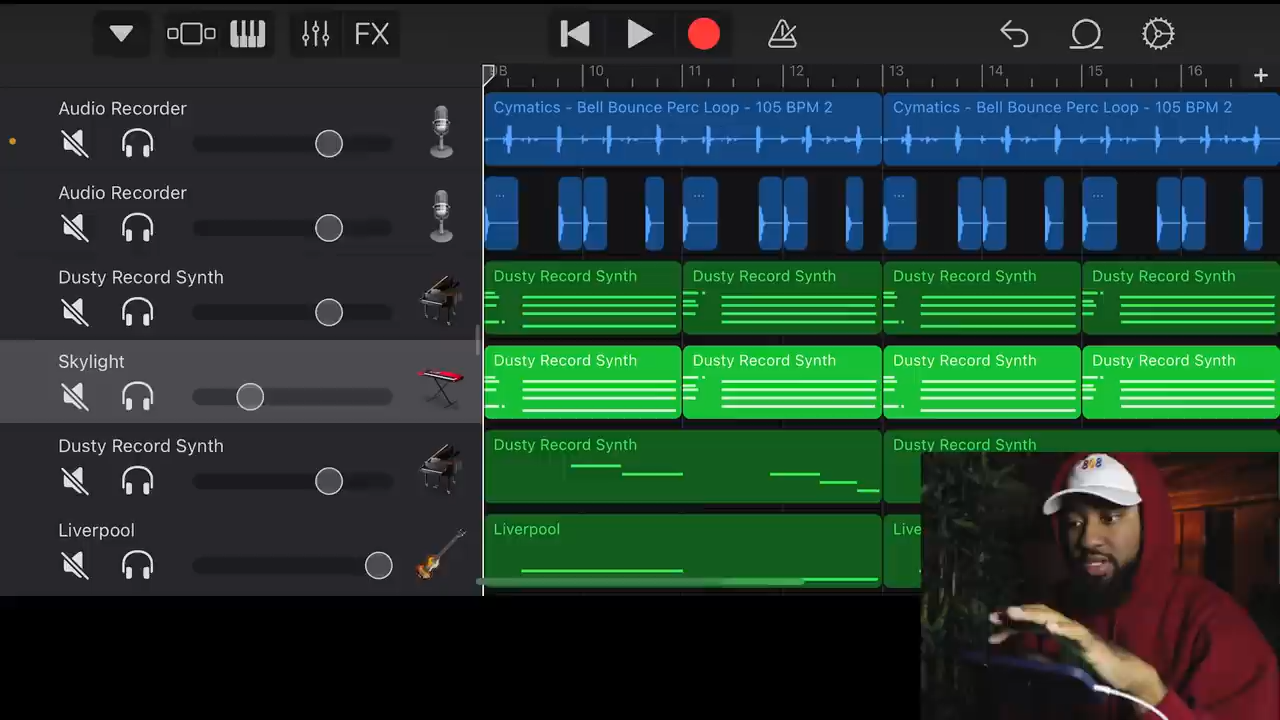 FX
9B 10 11 12 13 14 15 16
Audio Recorder
Cymatics - Bell Bounce Perc Loop - 105 BPM 2
Cymatics - Bell Bounce Perc Loop - 105 BPM 2
Audio Recorder
... ... ... ...
Dusty Record Synth
Dusty Record Synth
Dusty Record Synth
Dusty Record Synth
Dusty Record Synth
Skylight
Dusty Record Synth
Dusty Record Synth
Dusty Record Synth
Dusty Record Synth
Dusty Record Synth
Dusty Record Synth
Dusty Record Synth
Liverpool
Liverpool
Live
808